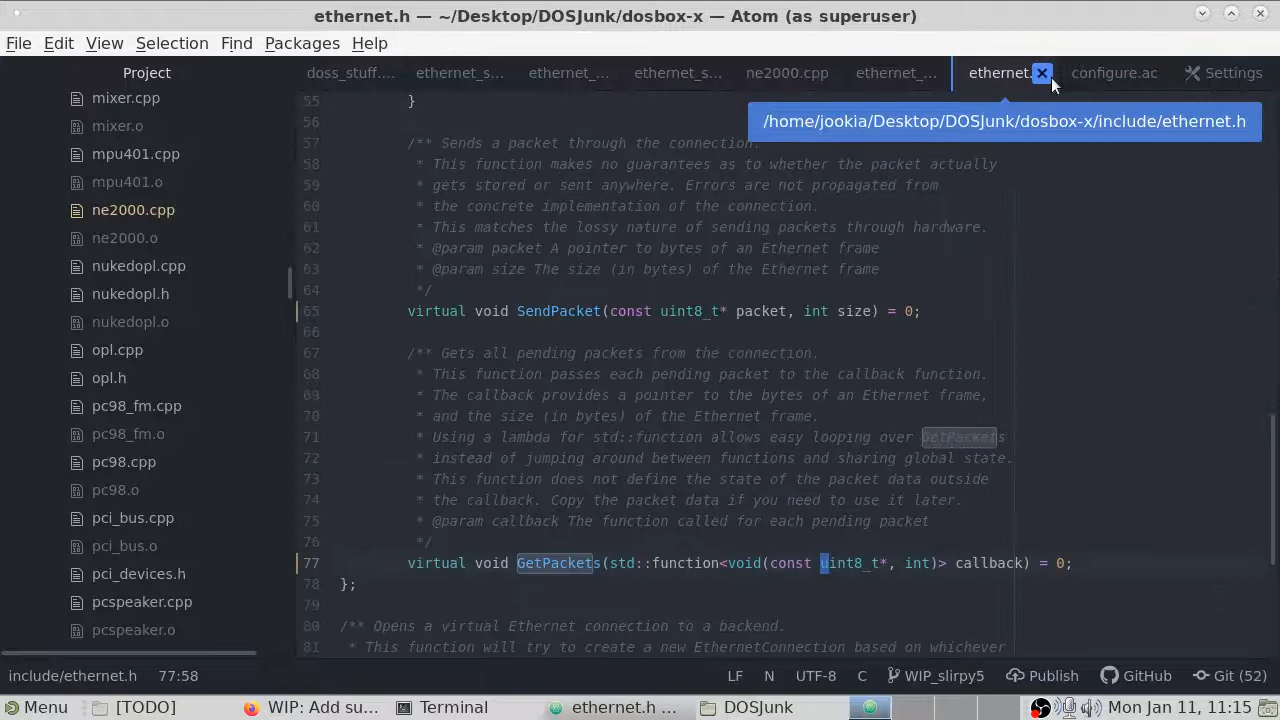 ethernet.h — ~/Desktop/DOSJunk/dosbox-x — Atom (as superuser)
File Edit View Selection Find Packages Help
Project
doss_stuff.... ethernet_s... ethernet_... ethernet_s... ne2000.cpp ethernet_... ethernet. configure.ac Settings
/home/jookia/Desktop/DOSJunk/dosbox-x/include/ethernet.h
mixer.cpp
mixer.o
mpu401.cpp
mpu401.o
ne2000.cpp
ne2000.o
nukedopl.cpp
nukedopl.h
nukedopl.o
opl.cpp
opl.h
pc98_fm.cpp
pc98_fm.o
pc98.cpp
pc98.o
pci_bus.cpp
pci_bus.o
pci_devices.h
pcspeaker.cpp
pcspeaker.o
55 }
56
57 /** Sends a packet through the connection.
58 * This function makes no guarantees as to whether the packet actually
59 * gets stored or sent anywhere. Errors are not propagated from
60 * the concrete implementation of the connection.
61 * This matches the lossy nature of sending packets through hardware.
62 * @param packet A pointer to bytes of an Ethernet frame
63 * @param size The size (in bytes) of the Ethernet frame
64 */
65 virtual void SendPacket(const uint8_t* packet, int size) = 0;
66
67 /** Gets all pending packets from the connection.
68 * This function passes each pending packet to the callback function.
69 * The callback provides a pointer to the bytes of an Ethernet frame,
70 * and the size (in bytes) of the Ethernet frame.
71 * Using a lambda for std::function allows easy looping over GetPackets
72 * instead of jumping around between functions and sharing global state.
73 * This function does not define the state of the packet data outside
74 * the callback. Copy the packet data if you need to use it later.
75 * @param callback The function called for each pending packet
76 */
77 virtual void GetPackets(std::function<void(const uint8_t*, int)> callback) = 0;
78 };
79
80 /** Opens a virtual Ethernet connection to a backend.
81 * This function will try to create a new EthernetConnection based on whichever
include/ethernet.h 77:58 LF N UTF-8 C WIP_slirpy5 Publish GitHub Git (52)
Menu [TODO] WIP: Add su... Terminal ethernet.h ... DOSJunk Mon Jan 11, 11:15